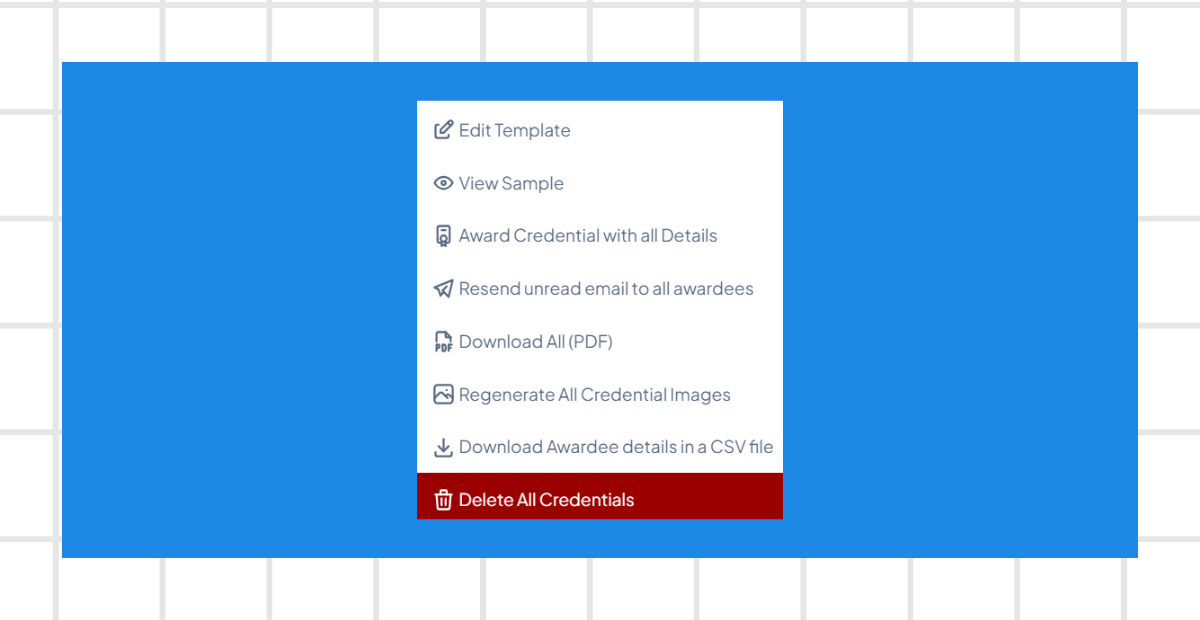 Edit Template
View Sample
Award Credential with all Details
Resend unread email to all awardees
PDF Download All (PDF)
Regenerate All Credential Images
Download Awardee details in a CSV file
Delete All Credentials